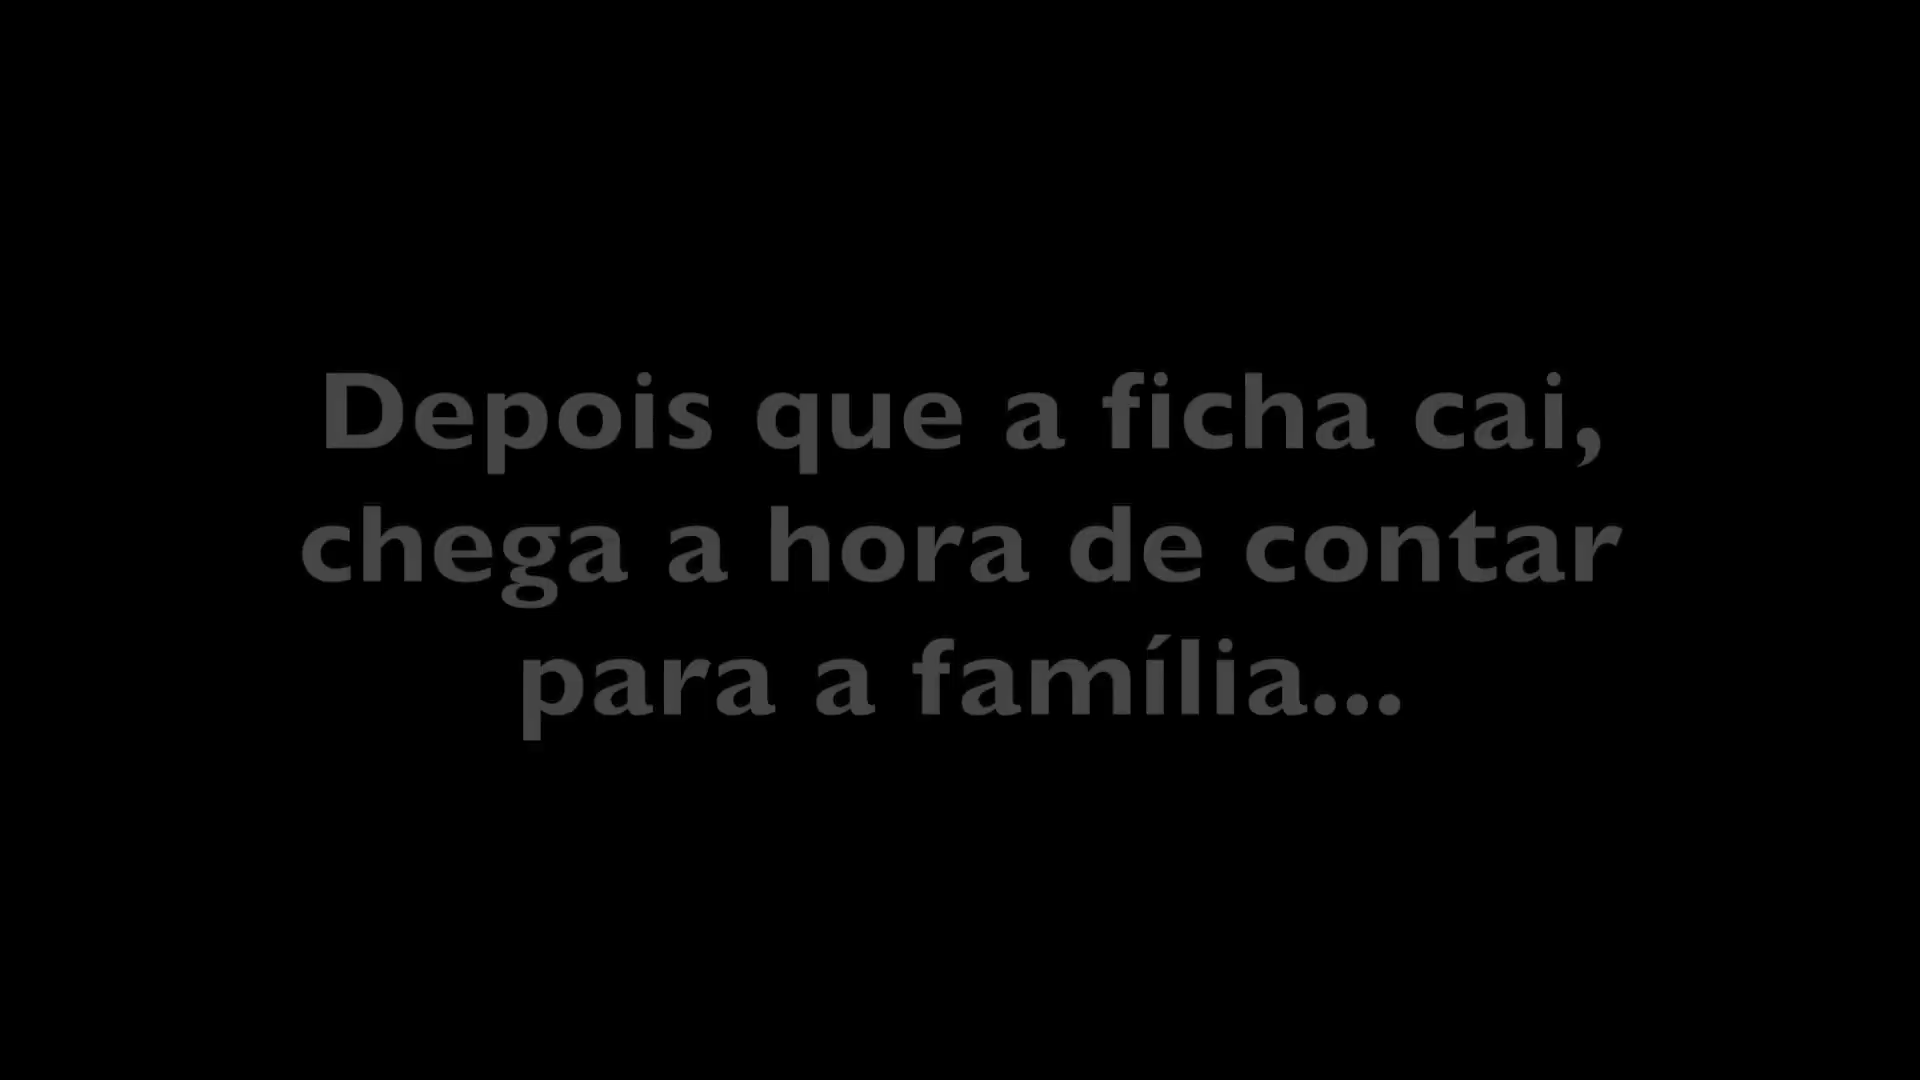 Depois que a ficha cai,
chega a hora de contar
para a família...